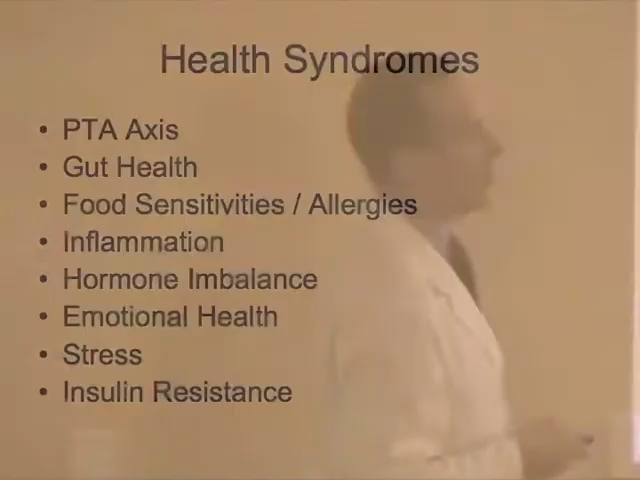 Health Syndromes
• PTA Axis
• Gut Health
• Food Sensitivities / Allergies
• Inflammation
• Hormone Imbalance
• Emotional Health
• Stress
• Insulin Resistance